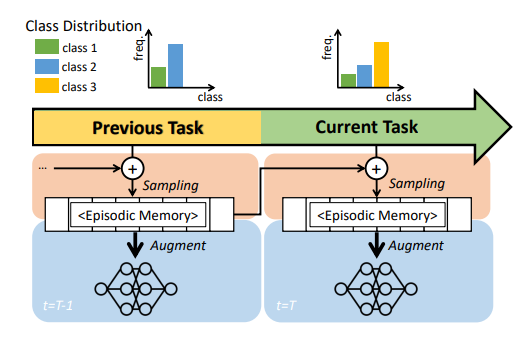 Class Distribution
class 1
class 2
class 3
freq.
class
freq.
class
Previous Task
Current Task
...
+
Sampling
+
Sampling
<Episodic Memory>
<Episodic Memory>
Augment
Augment
t=T-1
t=T